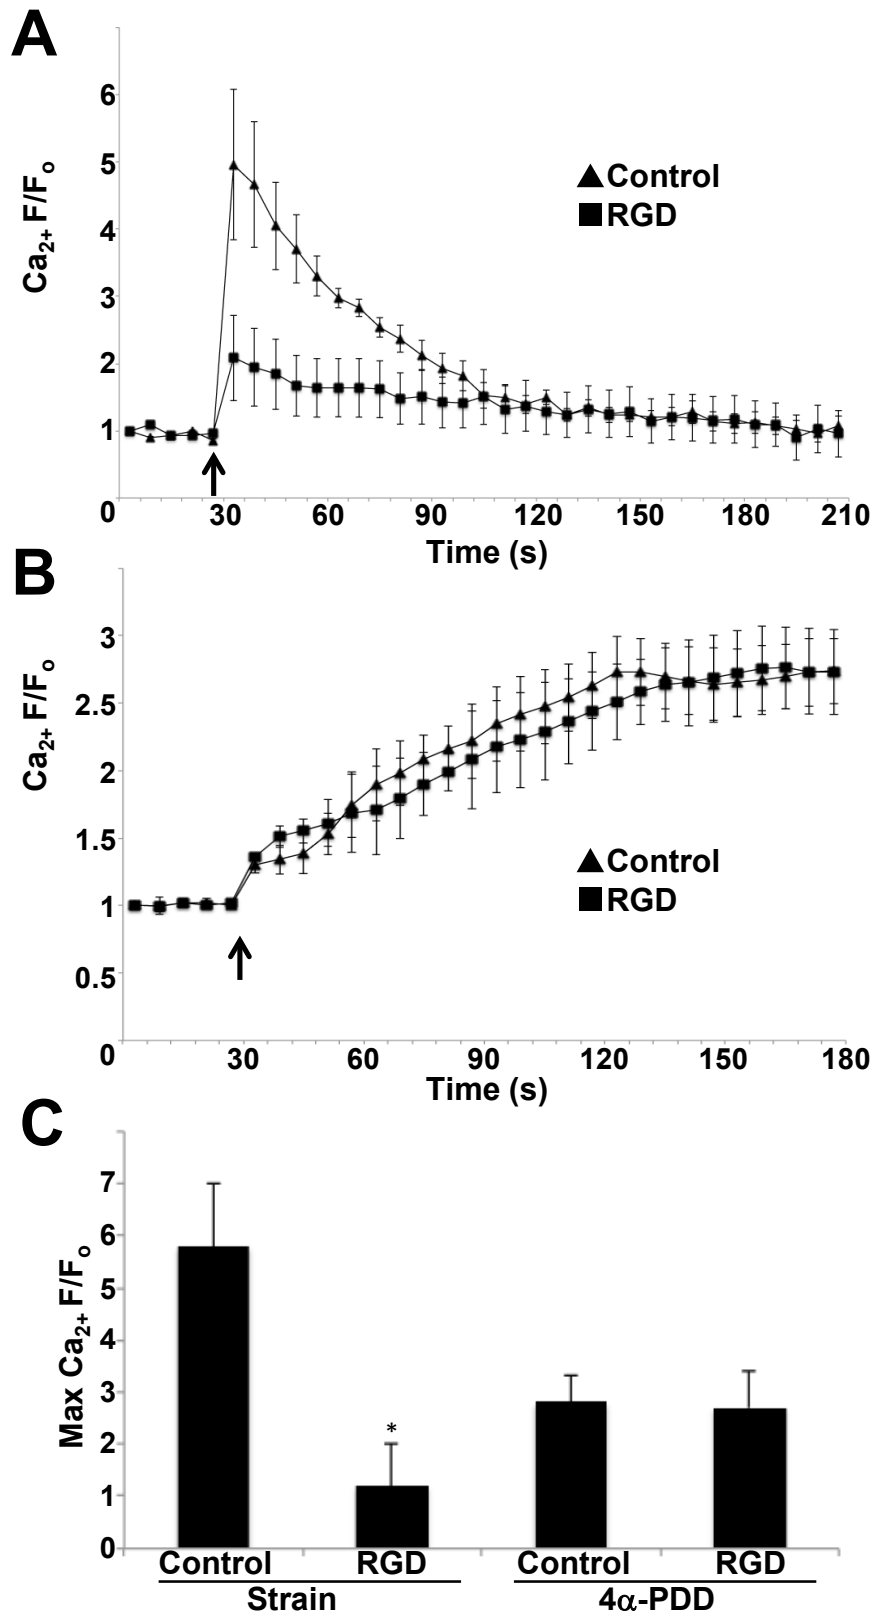 A
Ca2+ F/Fo
6
5
4
3
2
1
0
Control
RGD
30 60 90 120 150 180 210
Time (s)
B
Ca2+ F/Fo
3
2.5
2
1.5
1
0.5
0
Control
RGD
30 60 90 120 150 180
Time (s)
C
Max Ca2+ F/Fo
7
6
5
4
3
2
1
0
*
Control RGD Control RGD
Strain 4α-PDD